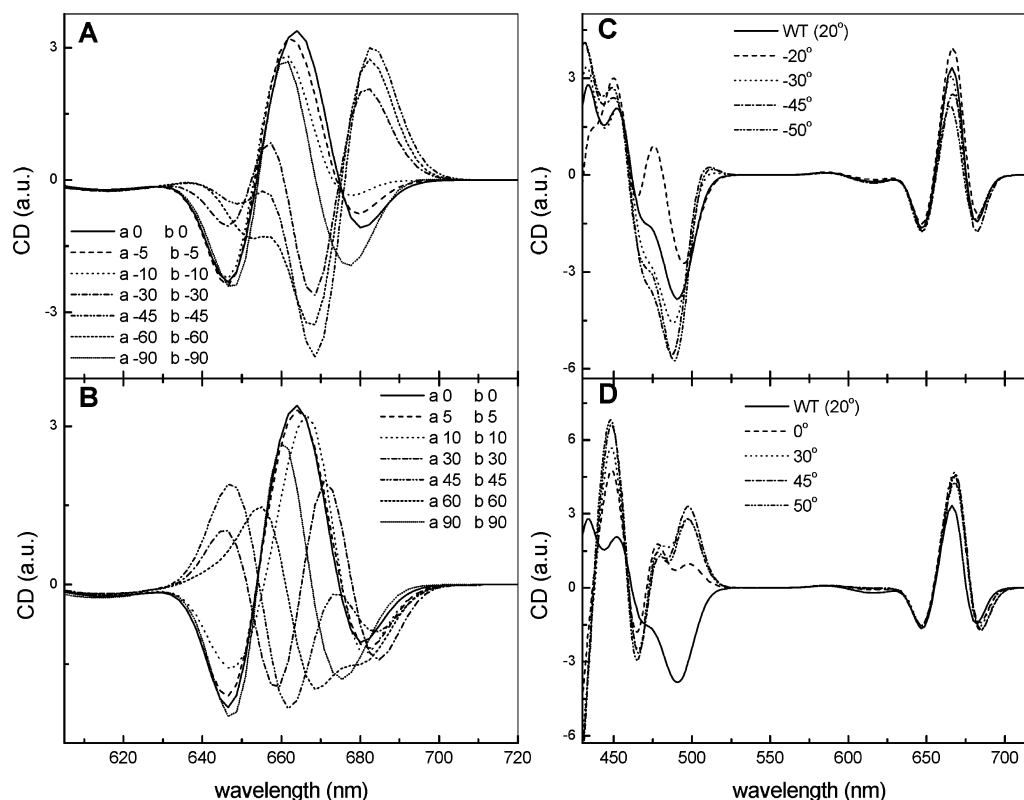 A
CD (a.u.)
3
0
-3
a 0 b 0
a -5 b -5
a -10 b -10
a -30 b -30
a -45 b -45
a -60 b -60
a -90 b -90
B
CD (a.u.)
3
0
a 0 b 0
a 5 b 5
a 10 b 10
a 30 b 30
a 45 b 45
a 60 b 60
a 90 b 90
620 640 660 680 700 720
wavelength (nm)
C
CD (a.u.)
3
0
-3
-6
WT (20°)
-20°
-30°
-45°
-50°
D
CD (a.u.)
6
3
0
-3
-6
WT (20°)
0°
30°
45°
50°
450 500 550 600 650 700
wavelength (nm)